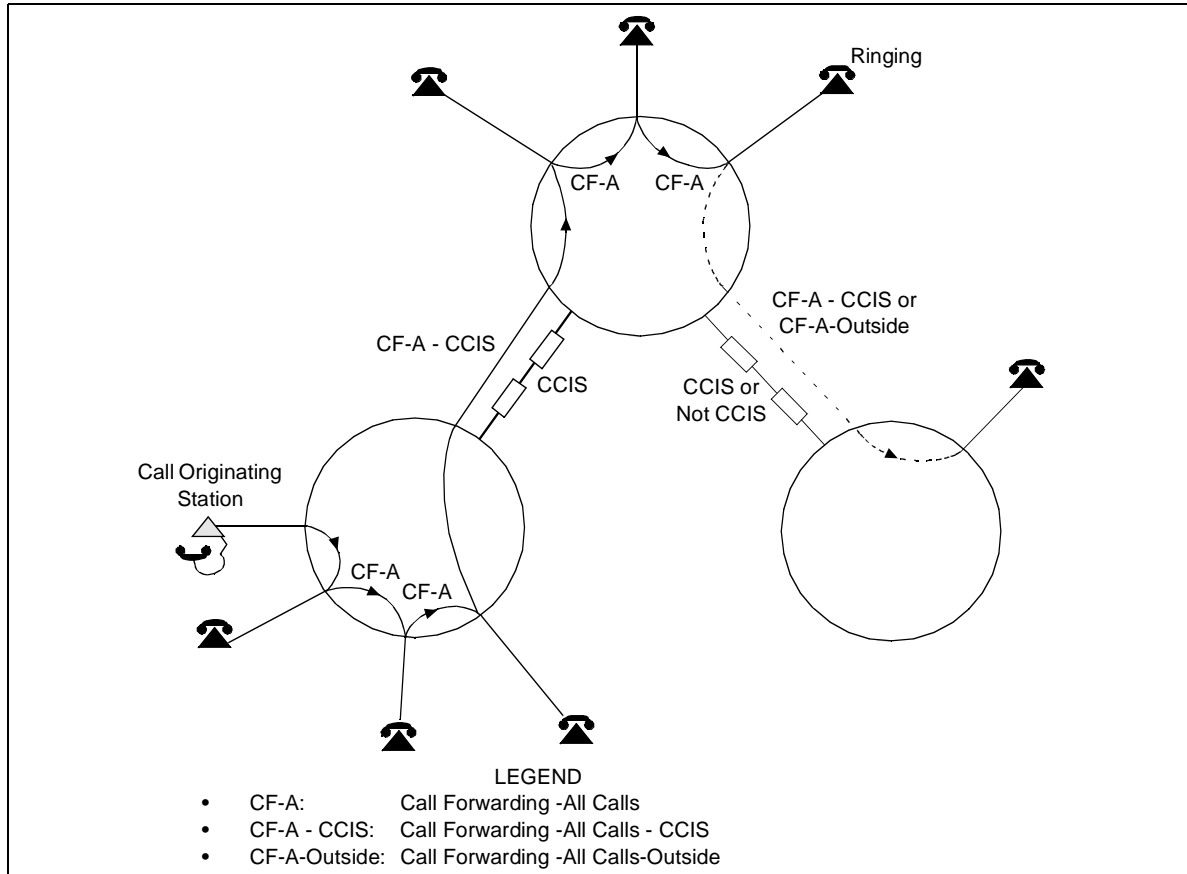 Ringing
CF-A
CF-A
CF-A - CCIS or
CF-A-Outside
CF-A - CCIS
CCIS
CCIS or
Not CCIS
Call Originating
Station
CF-A
CF-A
LEGEND
• CF-A: Call Forwarding -All Calls
• CF-A - CCIS: Call Forwarding -All Calls - CCIS
• CF-A-Outside: Call Forwarding -All Calls-Outside